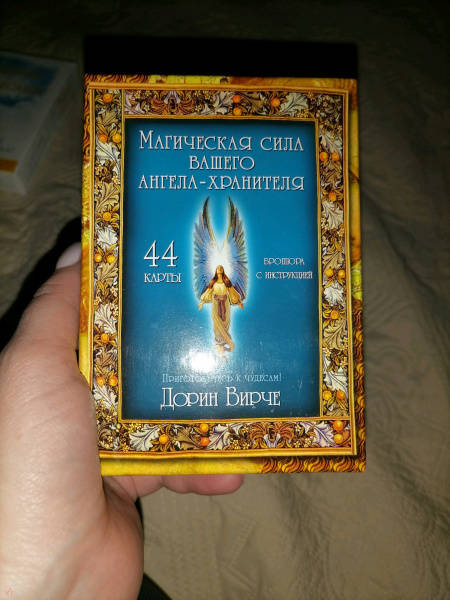 Магическая сила
вашего
ангела-хранителя
44
карты
брошюра
с инструкцией
Приготовьтесь к чудесам!
Дорин Вирче